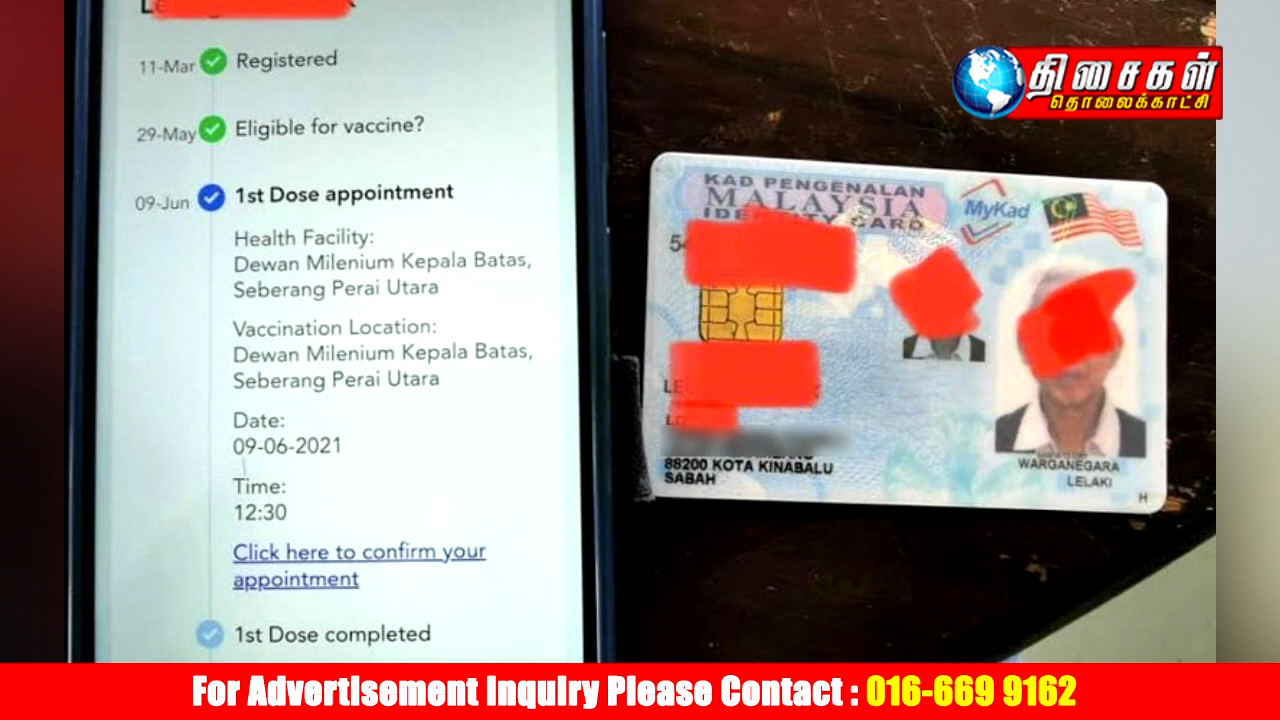 11-Mar Registered
29-May Eligible for vaccine?
09-Jun 1st Dose appointment
Health Facility:
Dewan Milenium Kepala Batas,
Seberang Perai Utara
Vaccination Location:
Dewan Milenium Kepala Batas,
Seberang Perai Utara
Date:
09-06-2021
Time:
12:30
Click here to confirm your
appointment
1st Dose completed
திசைகள்
தொலைக்காட்சி
KAD PENGENALAN
MALAYSIA
CARD
MyKad
88200 KOTA KINABALU
SABAH
WARGANEGARA
LELAKI
H
For Advertisement Inquiry Please Contact : 016-669 9162